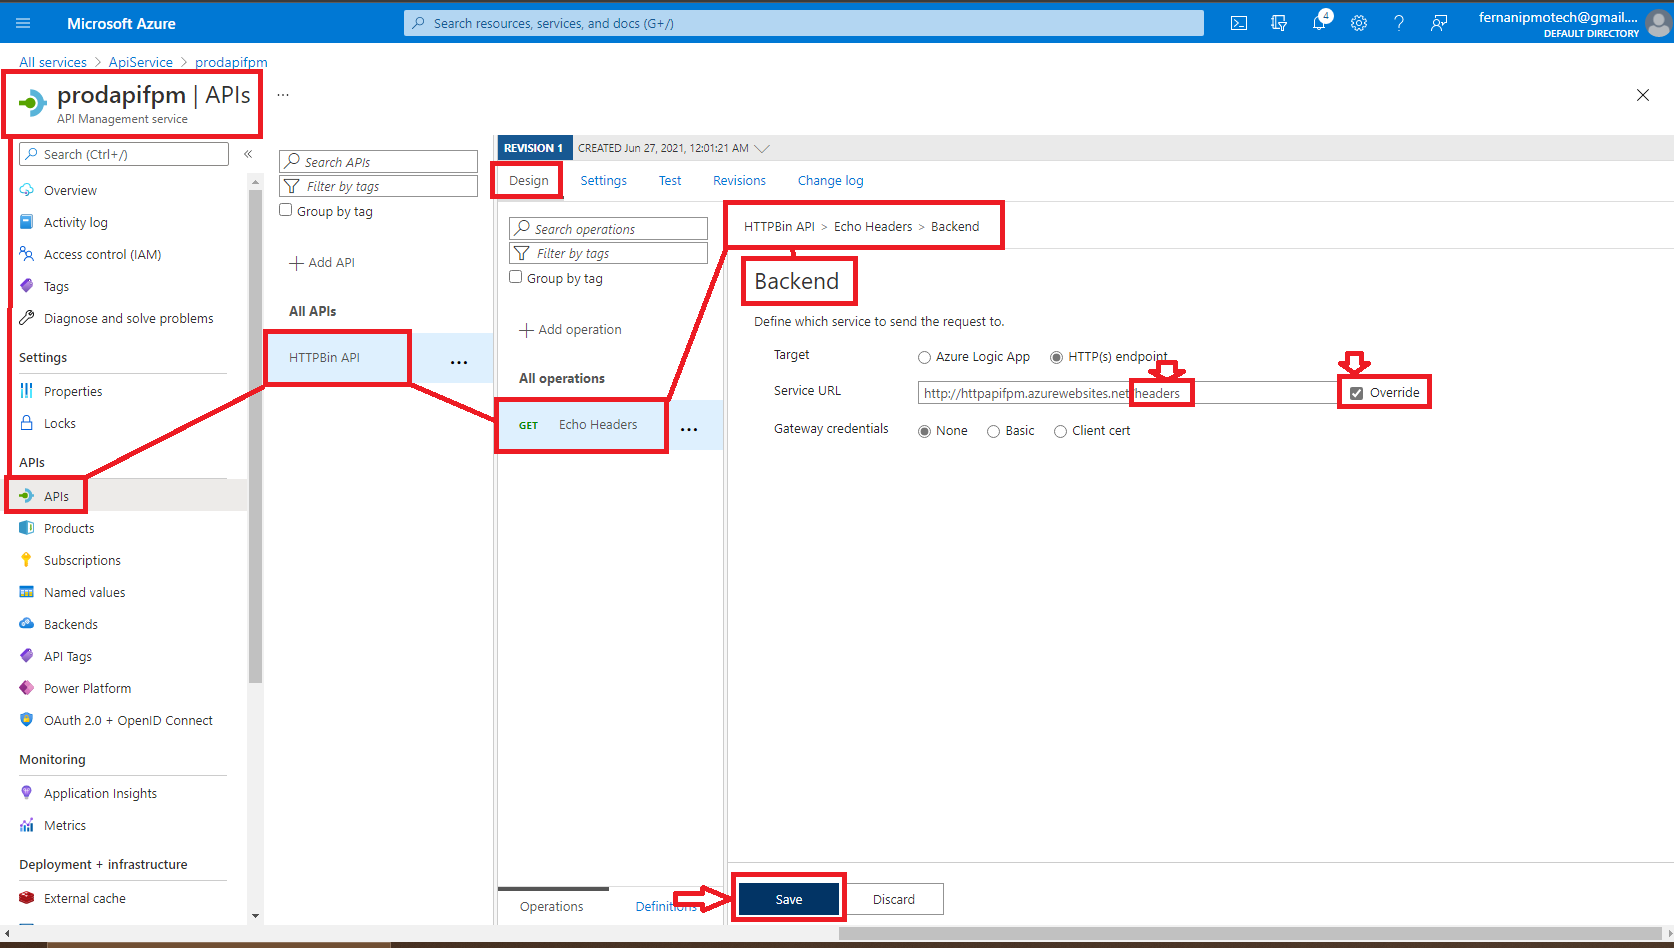 Microsoft Azure
Search resources, services, and docs (G+/)
4
fernanipmotech@gmail....
DEFAULT DIRECTORY
All services > ApiService > prodapifpm
prodapifpm | APIs
...
API Management service
Search (Ctrl+/)
«
Overview
Activity log
Access control (IAM)
Tags
Diagnose and solve problems
Settings
Properties
Locks
APIs
APIs
Products
Subscriptions
Named values
Backends
API Tags
Power Platform
OAuth 2.0 + OpenID Connect
Monitoring
Application Insights
Metrics
Deployment + infrastructure
External cache
Search APIs
Filter by tags
Group by tag
Add API
All APIs
HTTPBin API
...
REVISION 1
CREATED Jun 27, 2021, 12:01:21 AM
Design
Settings
Test
Revisions
Change log
Search operations
Filter by tags
Group by tag
Add operation
All operations
GET Echo Headers
...
Operations
Definitions
HTTPBin API > Echo Headers > Backend
Backend
Define which service to send the request to.
Target
Azure Logic App
HTTP(s) endpoint
Service URL
http://httpapifpm.azurewebsites.net/headers
Override
Gateway credentials
None
Basic
Client cert
Save
Discard